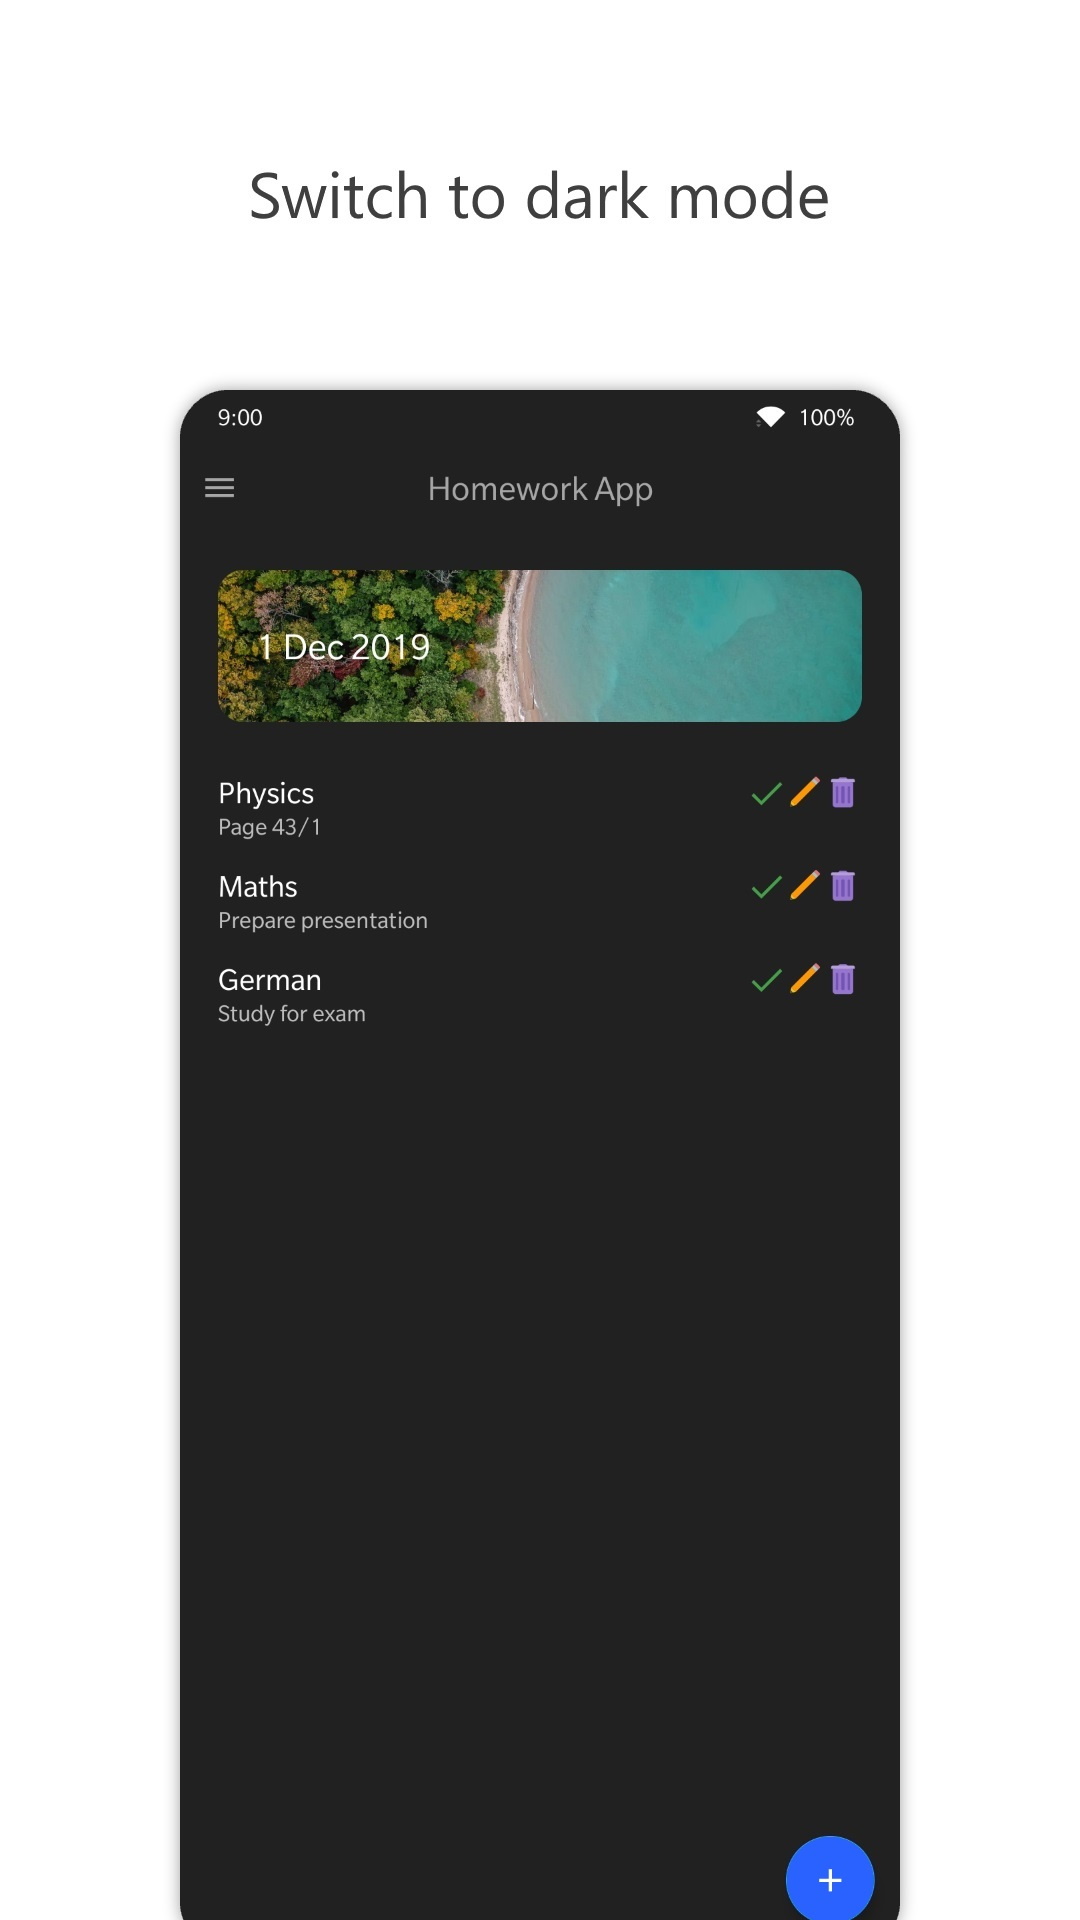 Switch to dark mode
9:00 100%
Homework App
1 Dec 2019
Physics
Page 43/1
Maths
Prepare presentation
German
Study for exam